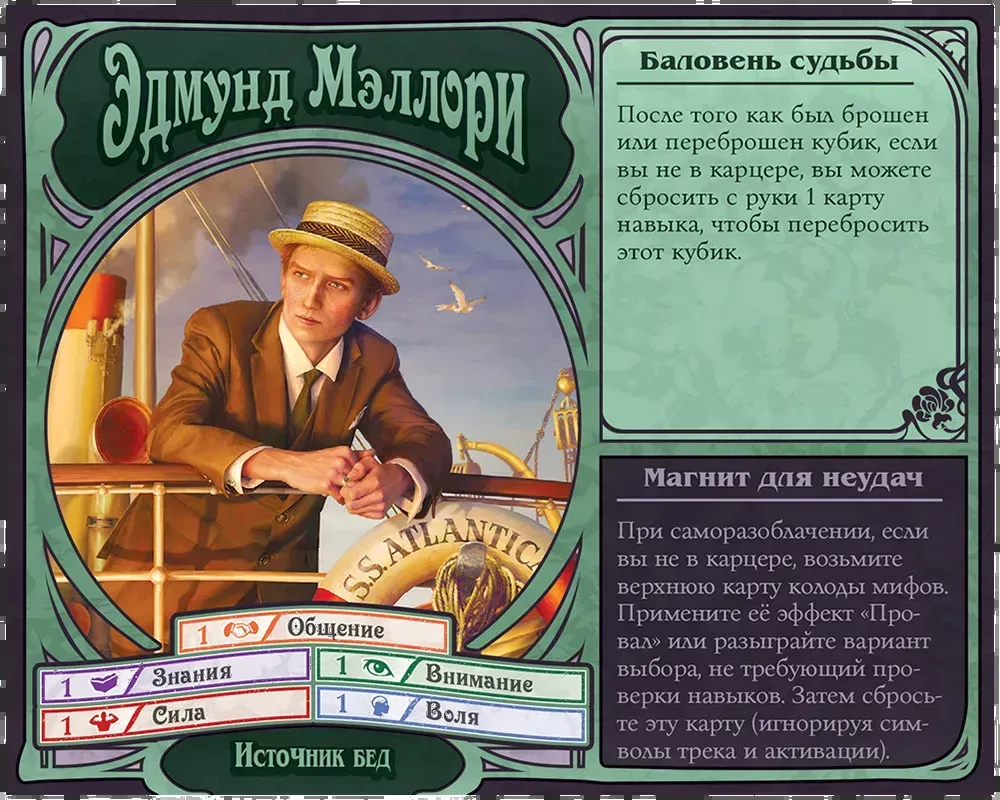 Эдмунд Мэллори
S.S. ATLANTICA
1 Общение
1 Знания
1 Внимание
1 Сила
1 Воля
Источник бед
Баловень судьбы
После того как был брошен
или переброшен кубик, если
вы не в карцере, вы можете
сбросить с руки 1 карту
навыка, чтобы перебросить
этот кубик.
Магнит для неудач
При саморазоблачении, если
вы не в карцере, возьмите
верхнюю карту колоды мифов.
Примените её эффект «Про-
вал» или разыграйте вариант
выбора, не требующий про-
верки навыков. Затем сбрось-
те эту карту (игнорируя сим-
волы трека и активации).